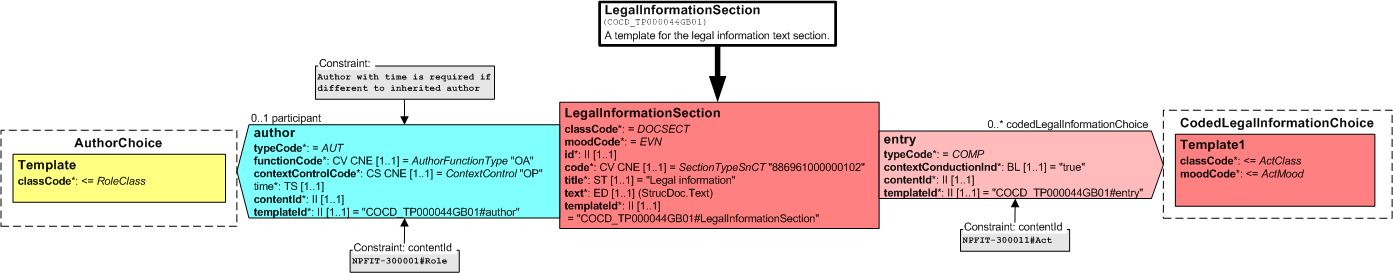 LegalInformationSection
(COCD_TP000044GB01)
A template for the legal information text section.
Constraint:
Author with time is required if
different to inherited author
0..1 participant
author
typeCode*: = AUT
functionCode*: CV CNE [1..1] = AuthorFunctionType "OA"
contextControlCode*: CS CNE [1..1] = ContextControl "OP"
time*: TS [1..1]
contentId*: II [1..1]
templateId*: II [1..1] = "COCD_TP000044GB01#author"
AuthorChoice
Template
classCode*: <= RoleClass
Constraint: contentId
NPFIT-300001#Role
LegalInformationSection
classCode*: = DOCSECT
moodCode*: = EVN
id*: II [1..1]
code*: CV CNE [1..1] = SectionTypeSnCT "886961000000102"
title*: ST [1..1] = "Legal information"
text*: ED [1..1] (StrucDoc.Text)
templateId*: II [1..1]
= "COCD_TP000044GB01#LegalInformationSection"
0..* codedLegalInformationChoice
entry
typeCode*: = COMP
contextConductionInd*: BL [1..1] = "true"
contentId*: II [1..1]
templateId*: II [1..1] = "COCD_TP000044GB01#entry"
Constraint: contentId
NPFIT-300011#Act
CodedLegalInformationChoice
Template1
classCode*: <= ActClass
moodCode*: <= ActMood